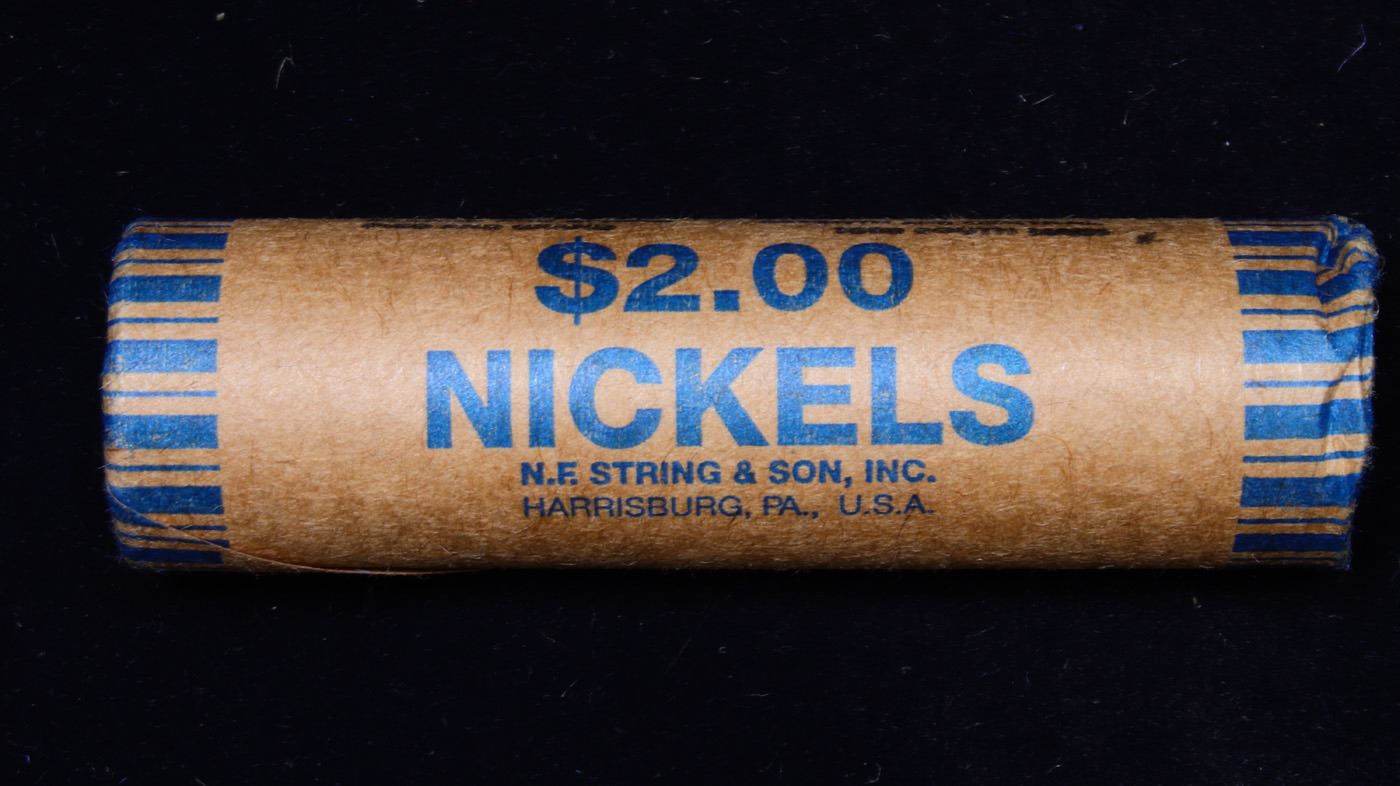 $2.00
NICKELS
N.F. STRING & SON, INC.
HARRISBURG, PA., U.S.A.